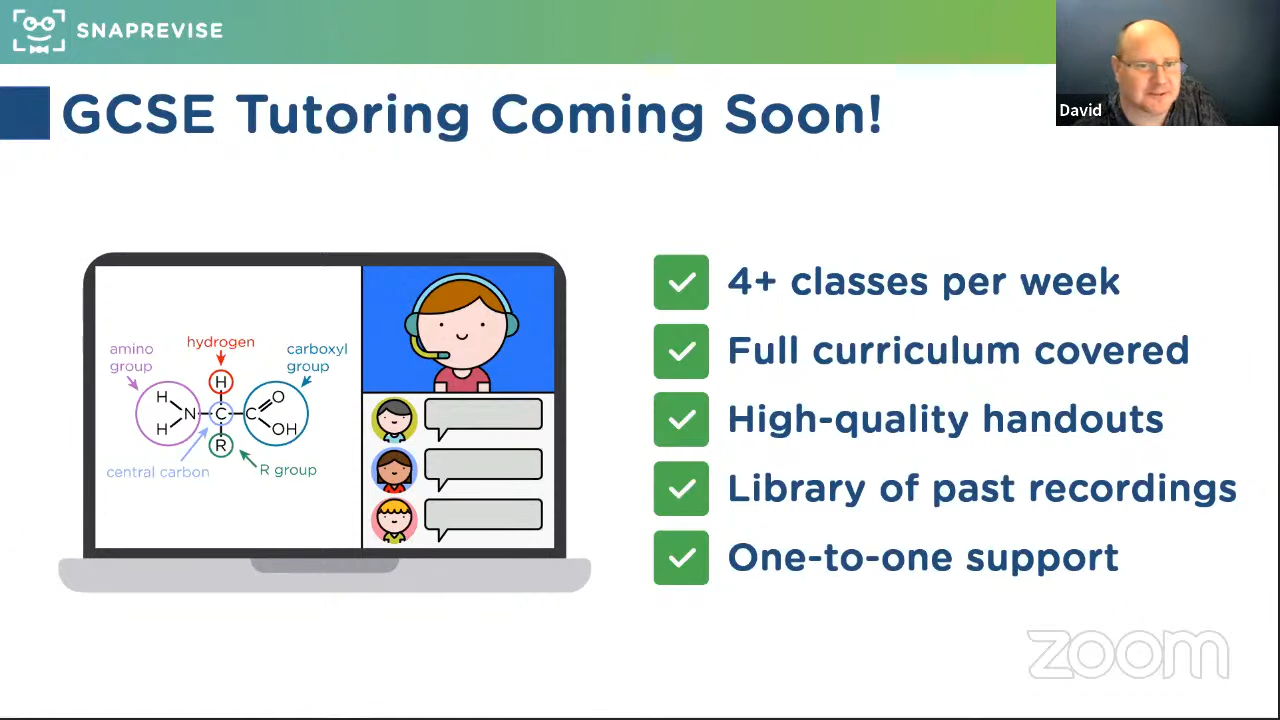 SNAPREVISE
GCSE Tutoring Coming Soon!
David
amino
group
hydrogen
carboxyl
group
H
H
O
H
N
C
C
H
OH
R
central carbon
R group
4+ classes per week
Full curriculum covered
High-quality handouts
Library of past recordings
One-to-one support
zoom